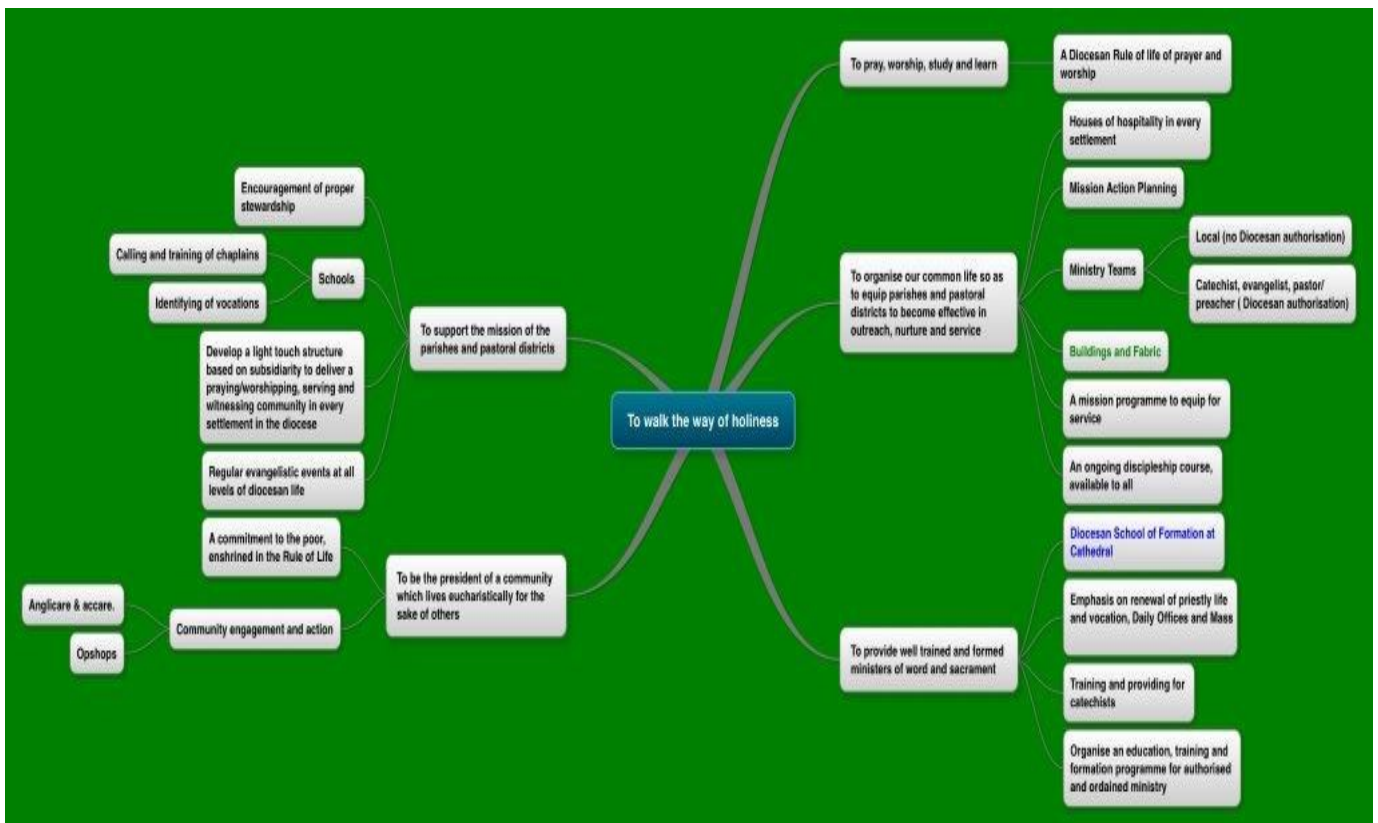 To walk the way of holiness
To pray, worship, study and learn
A Diocesan Rule of life of prayer and
worship
To organise our common life so as
to equip parishes and pastoral
districts to become effective in
outreach, nurture and service
Houses of hospitality in every
settlement
Mission Action Planning
Ministry Teams
Local (no Diocesan authorisation)
Catechist, evangelist, pastor/
preacher ( Diocesan authorisation)
Buildings and Fabric
A mission programme to equip for
service
An ongoing discipleship course,
available to all
To provide well trained and formed
ministers of word and sacrament
Diocesan School of Formation at
Cathedral
Emphasis on renewal of priestly life
and vocation, Daily Offices and Mass
Training and providing for
catechists
Organise an education, training and
formation programme for authorised
and ordained ministry
To support the mission of the
parishes and pastoral districts
Encouragement of proper
stewardship
Schools
Calling and training of chaplains
Identifying of vocations
Develop a light touch structure
based on subsidiarity to deliver a
praying/worshipping, serving and
witnessing community in every
settlement in the diocese
Regular evangelistic events at all
levels of diocesan life
To be the president of a community
which lives eucharistically for the
sake of others
A commitment to the poor,
enshrined in the Rule of Life
Community engagement and action
Anglicare & accare.
Opshops